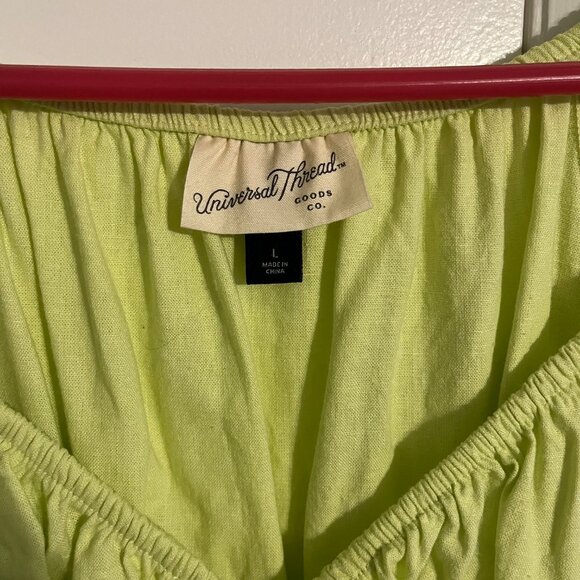 Universal Thread™
GOODS
CO.
L
MADE IN
CHINA